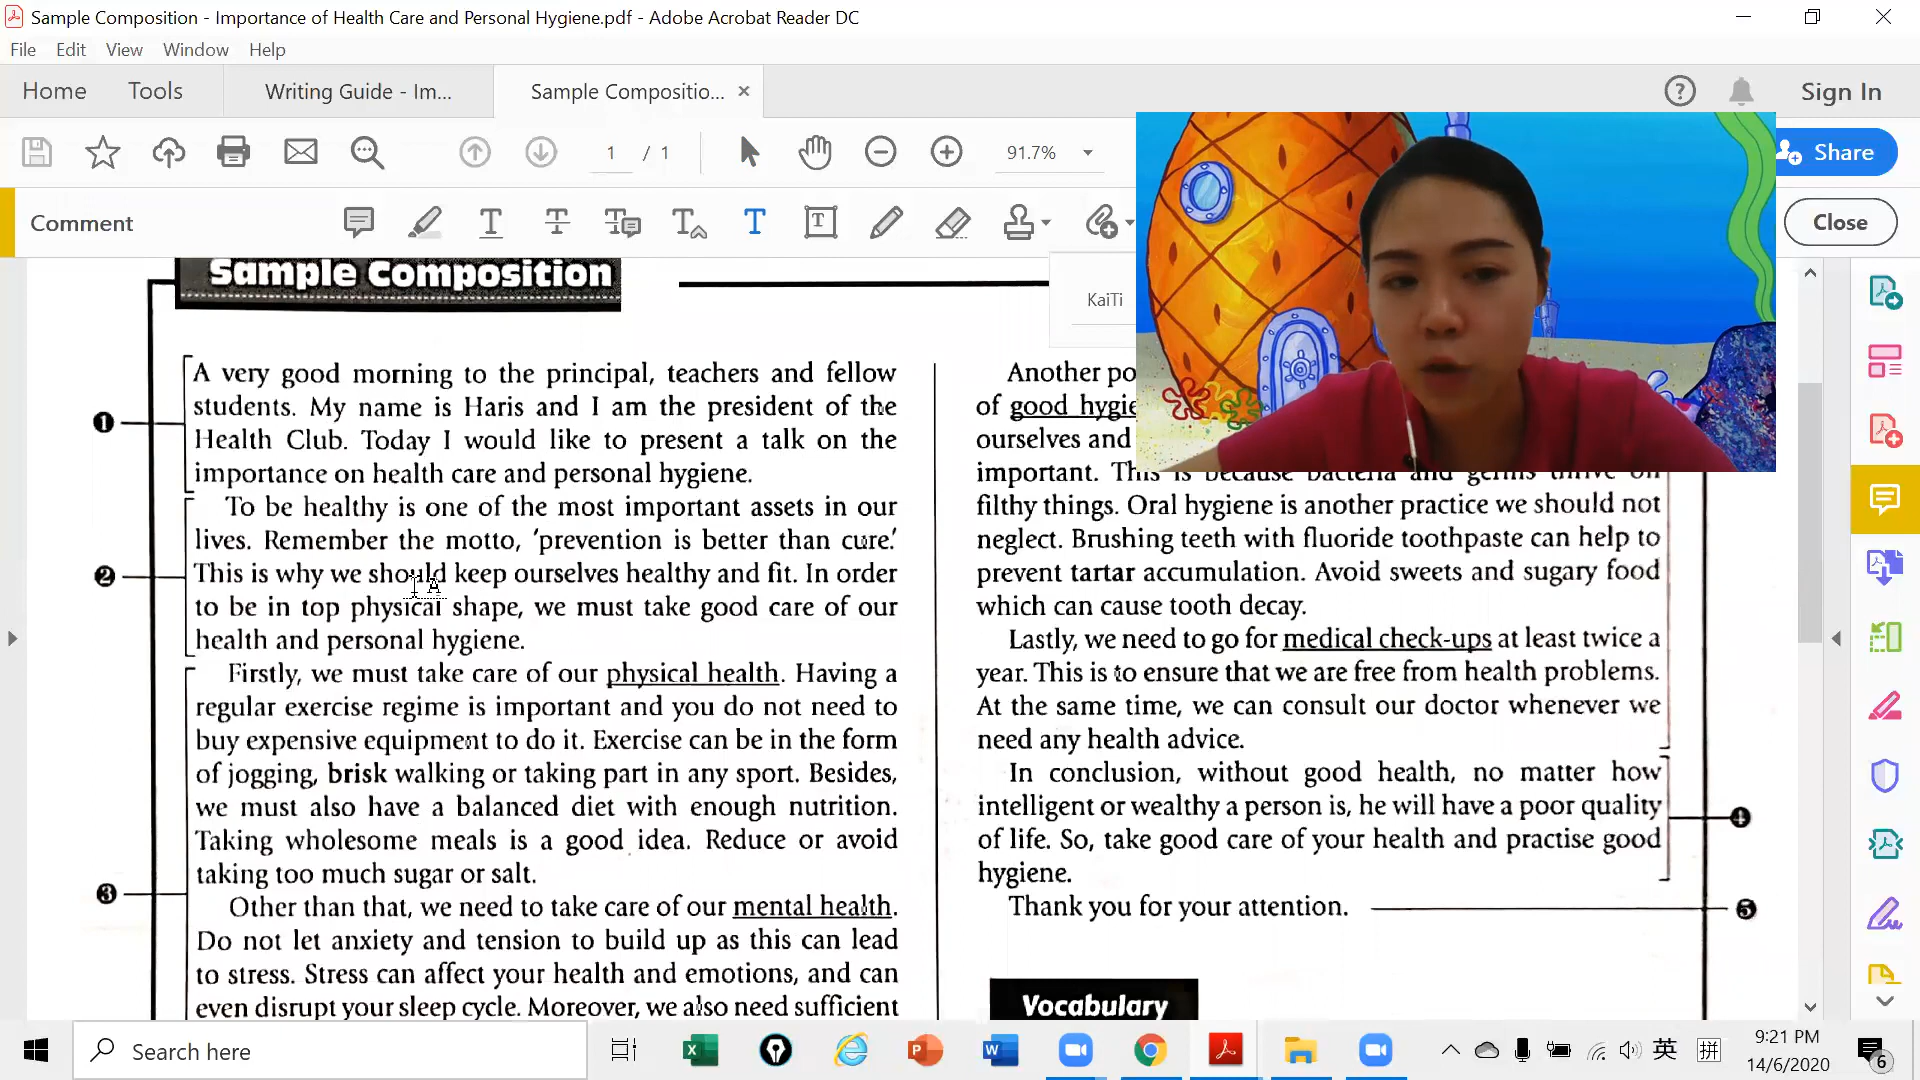 Sample Composition - Importance of Health Care and Personal Hygiene.pdf - Adobe Acrobat Reader DC
File Edit View Window Help
Home Tools Writing Guide - Im... Sample Compositio... × Sign In
1 / 1 91.7% Share
Comment Close
KaiTi
Sample Composition
A very good morning to the principal, teachers and fellow
students. My name is Haris and I am the president of the
Health Club. Today I would like to present a talk on the
importance on health care and personal hygiene.
To be healthy is one of the most important assets in our
lives. Remember the motto, 'prevention is better than cure.'
This is why we should keep ourselves healthy and fit. In order
to be in top physical shape, we must take good care of our
health and personal hygiene.
Firstly, we must take care of our physical health. Having a
regular exercise regime is important and you do not need to
buy expensive equipment to do it. Exercise can be in the form
of jogging, brisk walking or taking part in any sport. Besides,
we must also have a balanced diet with enough nutrition.
Taking wholesome meals is a good idea. Reduce or avoid
taking too much sugar or salt.
Other than that, we need to take care of our mental health.
Do not let anxiety and tension to build up as this can lead
to stress. Stress can affect your health and emotions, and can
even disrupt your sleep cycle. Moreover, we also need sufficient
1
2
3
Another
of good
ourselves and
important. This is because bacteria and germs thrive on
filthy things. Oral hygiene is another practice we should not
neglect. Brushing teeth with fluoride toothpaste can help to
prevent tartar accumulation. Avoid sweets and sugary food
which can cause tooth decay.
Lastly, we need to go for medical check-ups at least twice a
year. This is to ensure that we are free from health problems.
At the same time, we can consult our doctor whenever we
need any health advice.
In conclusion, without good health, no matter how
intelligent or wealthy a person is, he will have a poor quality
of life. So, take good care of your health and practise good
hygiene.
Thank you for your attention.
4
5
Vocabulary
Search here
英 拼 9:21 PM
14/6/2020
6